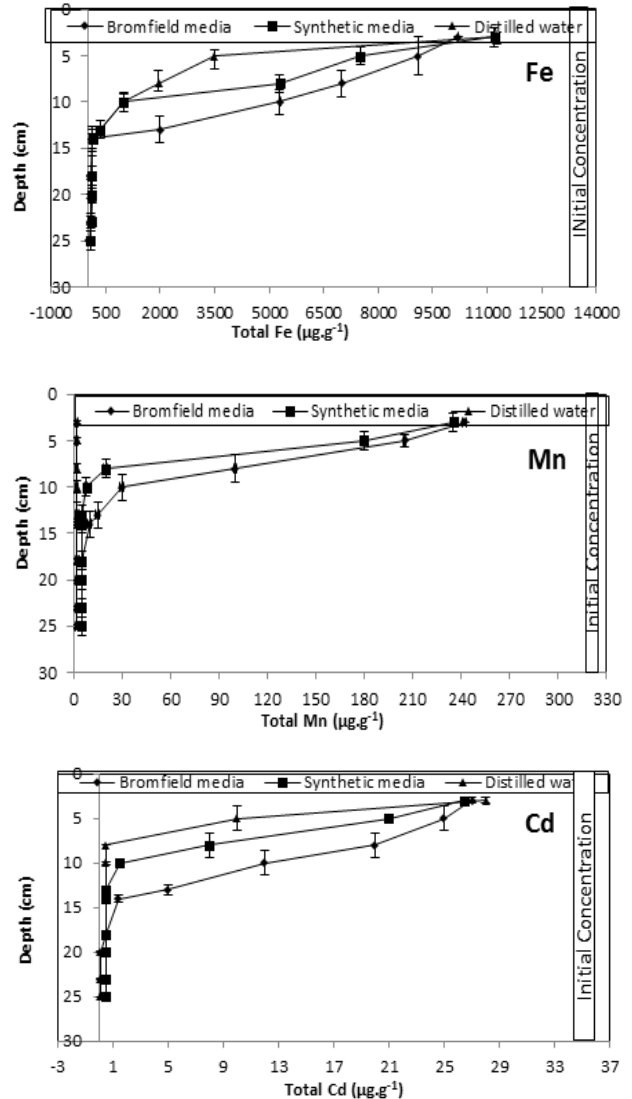 0
Bromfield media Synthetic media Distilled water
5
Fe
10
15
20
25
30
Depth (cm)
INitial Concentration
-1000 500 2000 3500 5000 6500 8000 9500 11000 12500 14000
Total Fe (µg.g-1)
0
Bromfield media Synthetic media Distilled water
5
Mn
10
15
20
25
30
Depth (cm)
Initial Concentration
0 30 60 90 120 150 180 210 240 270 300 330
Total Mn (µg.g-1)
0
Bromfield media Synthetic media Distilled water
5
Cd
10
15
20
25
30
Depth (cm)
Initial Concentration
-3 1 5 9 13 17 21 25 29 33 37
Total Cd (µg.g-1)